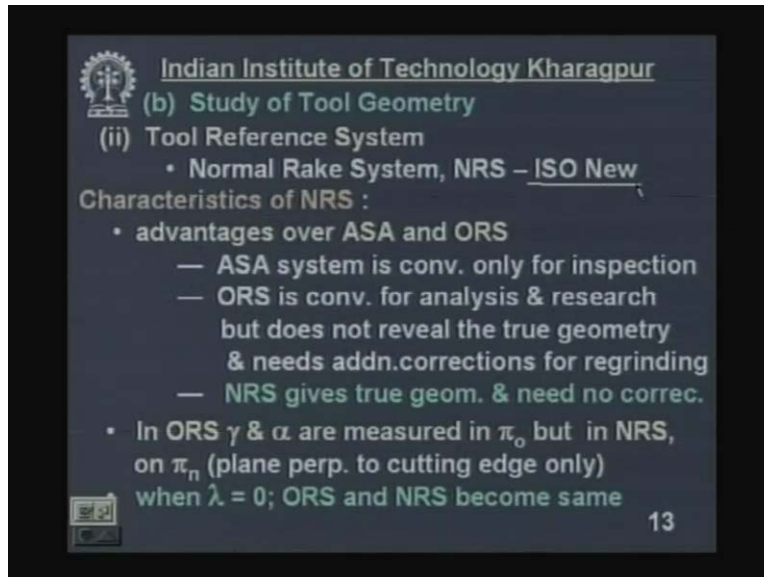 Indian Institute of Technology Kharagpur
(b) Study of Tool Geometry
(ii) Tool Reference System
• Normal Rake System, NRS – ISO New
Characteristics of NRS :
• advantages over ASA and ORS
— ASA system is conv. only for inspection
— ORS is conv. for analysis & research
but does not reveal the true geometry
& needs addn.corrections for regrinding
— NRS gives true geom. & need no correc.
• In ORS γ & α are measured in πo but in NRS,
on πn (plane perp. to cutting edge only)
when λ = 0; ORS and NRS become same
13